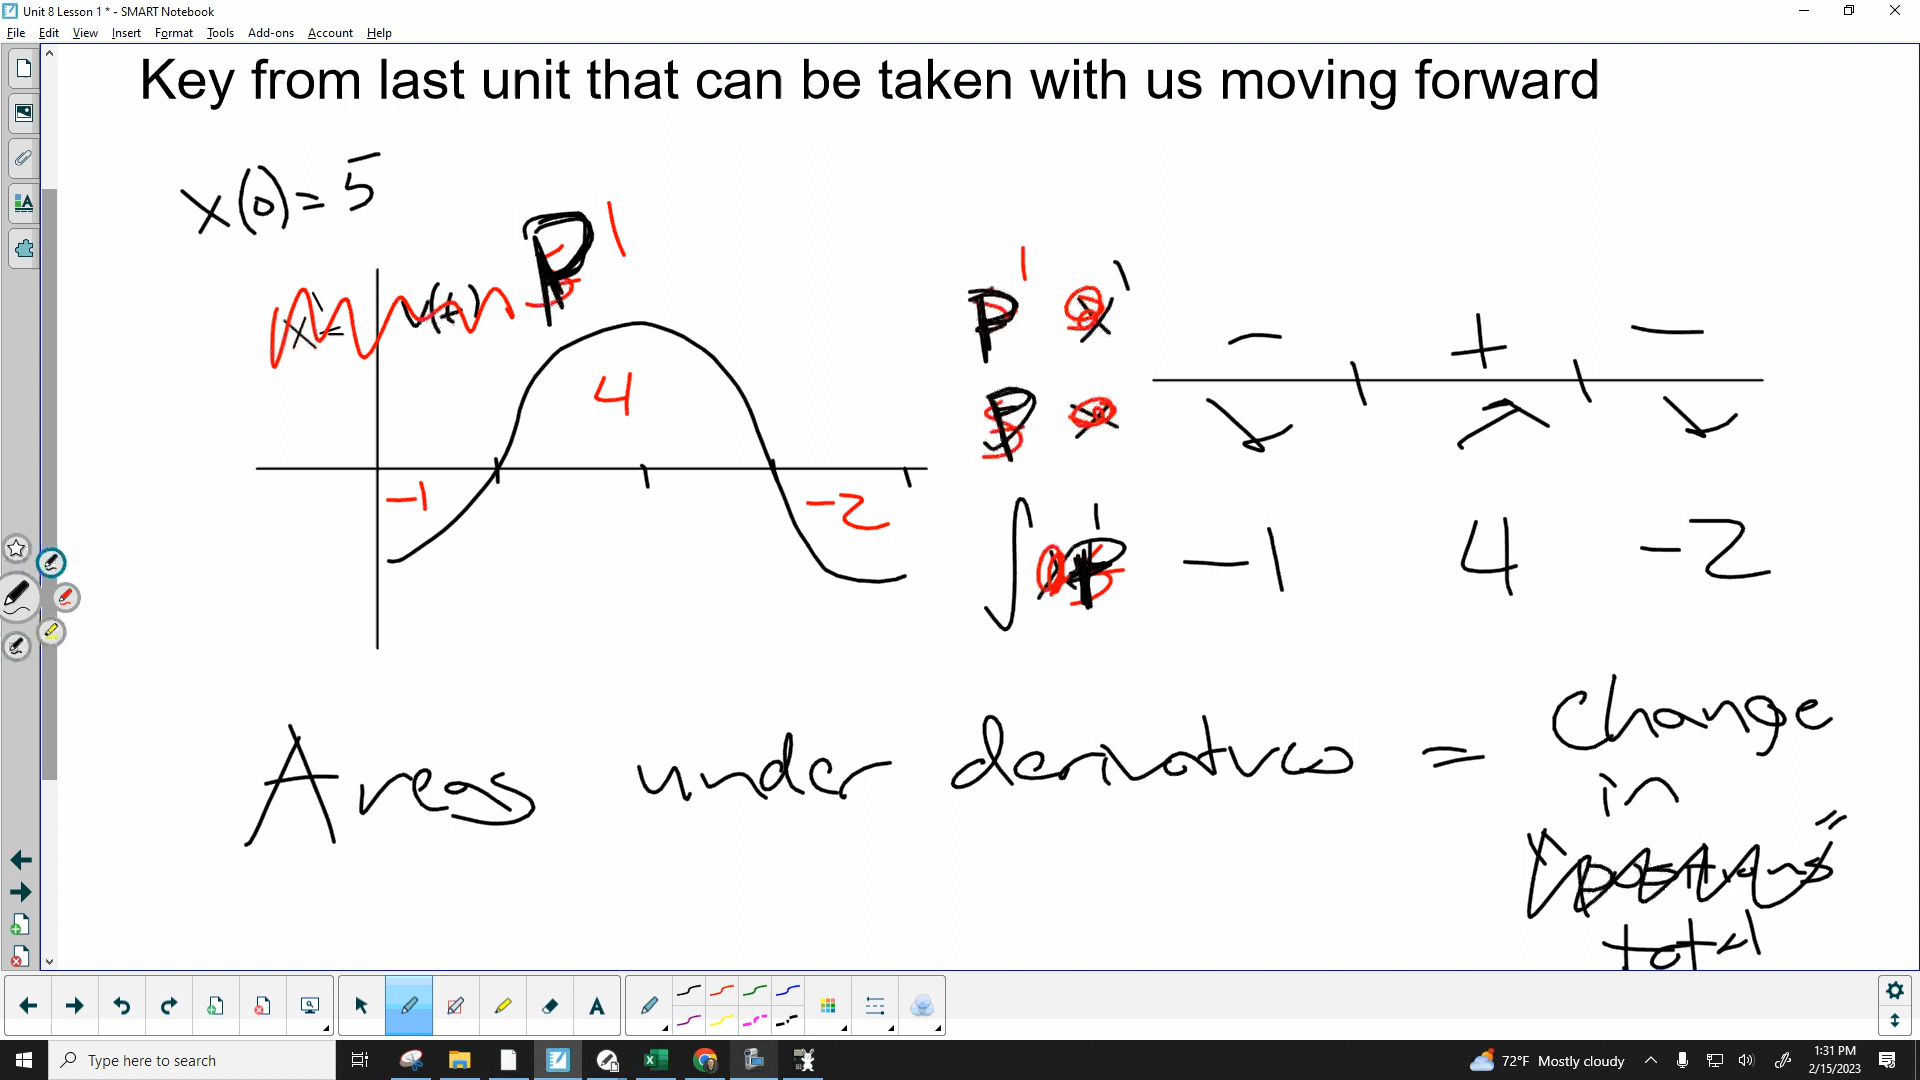 Unit 8 Lesson 1 * - SMART Notebook
File Edit View Insert Format Tools Add-ons Account Help
Key from last unit that can be taken with us moving forward
x(0) = 5
P'
x' = v(t)
4
-1
-2
P' x'
- + -
P x
∫ P' -1 4 -2
Areas under derivatives = change
in
"positions"
total
Type here to search
72°F Mostly cloudy
1:31 PM
2/15/2023